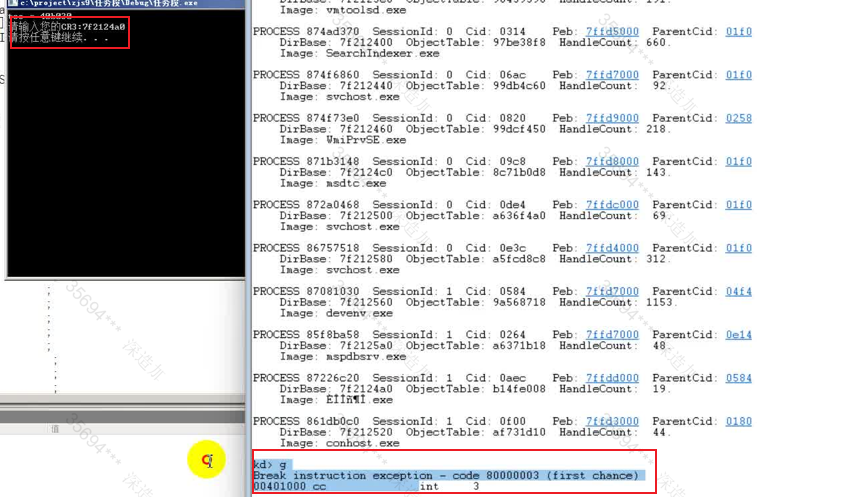 c:\project\zjs9\任务段\Debug\任务段.exe
请输入您的CR3:7f2124a0
请按任意键继续. . .
值
Image: vmtoolsd.exe
PROCESS 874ad370  SessionId: 0  Cid: 0314    Peb: 7ffd5000  ParentCid: 01f0
DirBase: 7f212400  ObjectTable: 97be38f8  HandleCount: 660.
Image: SearchIndexer.exe
PROCESS 874f6860  SessionId: 0  Cid: 06ac    Peb: 7ffd7000  ParentCid: 01f0
DirBase: 7f212440  ObjectTable: 99db4c60  HandleCount:  92.
Image: svchost.exe
PROCESS 874f73e0  SessionId: 0  Cid: 0820    Peb: 7ffd9000  ParentCid: 0258
DirBase: 7f212460  ObjectTable: 99dcf450  HandleCount: 218.
Image: WmiPrvSE.exe
PROCESS 871b3148  SessionId: 0  Cid: 09c8    Peb: 7ffd8000  ParentCid: 01f0
DirBase: 7f2124c0  ObjectTable: 8c71b0d8  HandleCount: 143.
Image: msdtc.exe
PROCESS 872a0468  SessionId: 0  Cid: 0de4    Peb: 7ffdc000  ParentCid: 01f0
DirBase: 7f212500  ObjectTable: a636f4a0  HandleCount:  69.
Image: svchost.exe
PROCESS 86757518  SessionId: 0  Cid: 0e3c    Peb: 7ffd4000  ParentCid: 01f0
DirBase: 7f212580  ObjectTable: a5fcd8c8  HandleCount: 312.
Image: svchost.exe
PROCESS 87081030  SessionId: 1  Cid: 0584    Peb: 7ffd7000  ParentCid: 04f4
DirBase: 7f212560  ObjectTable: 9a568718  HandleCount: 1153.
Image: devenv.exe
PROCESS 85f8ba58  SessionId: 1  Cid: 0264    Peb: 7ffd7000  ParentCid: 0e14
DirBase: 7f2125a0  ObjectTable: a6371b18  HandleCount:  48.
Image: mspdbsrv.exe
PROCESS 87226c20  SessionId: 1  Cid: 0aec    Peb: 7ffdd000  ParentCid: 0584
DirBase: 7f2124a0  ObjectTable: b14fe008  HandleCount:  19.
Image: ÈÎÎñ¶Î.exe
PROCESS 861db0c0  SessionId: 1  Cid: 0f00    Peb: 7ffd3000  ParentCid: 0180
DirBase: 7f212520  ObjectTable: af731d10  HandleCount:  44.
Image: conhost.exe
kd> g
Break instruction exception - code 80000003 (first chance)
00401000 cc              int     3